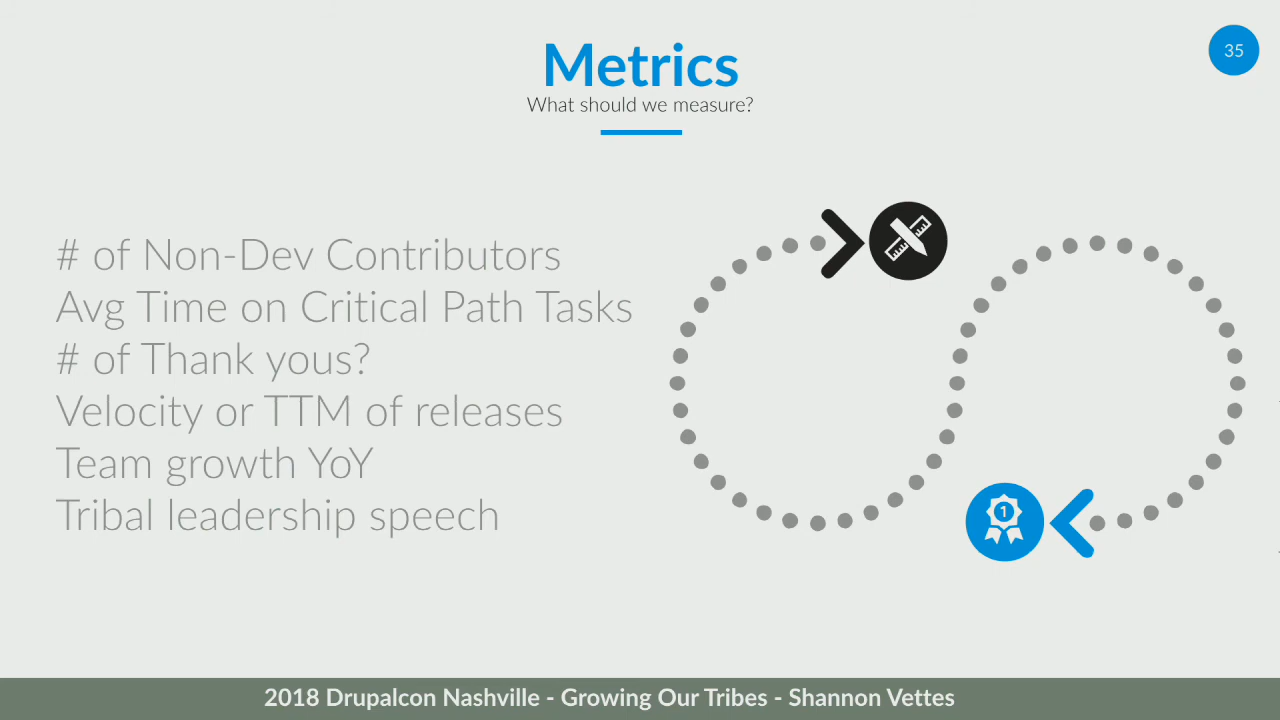 Metrics
35
What should we measure?
# of Non-Dev Contributors
Avg Time on Critical Path Tasks
# of Thank yous?
Velocity or TTM of releases
Team growth YoY
Tribal leadership speech
1
2018 Drupalcon Nashville - Growing Our Tribes - Shannon Vettes